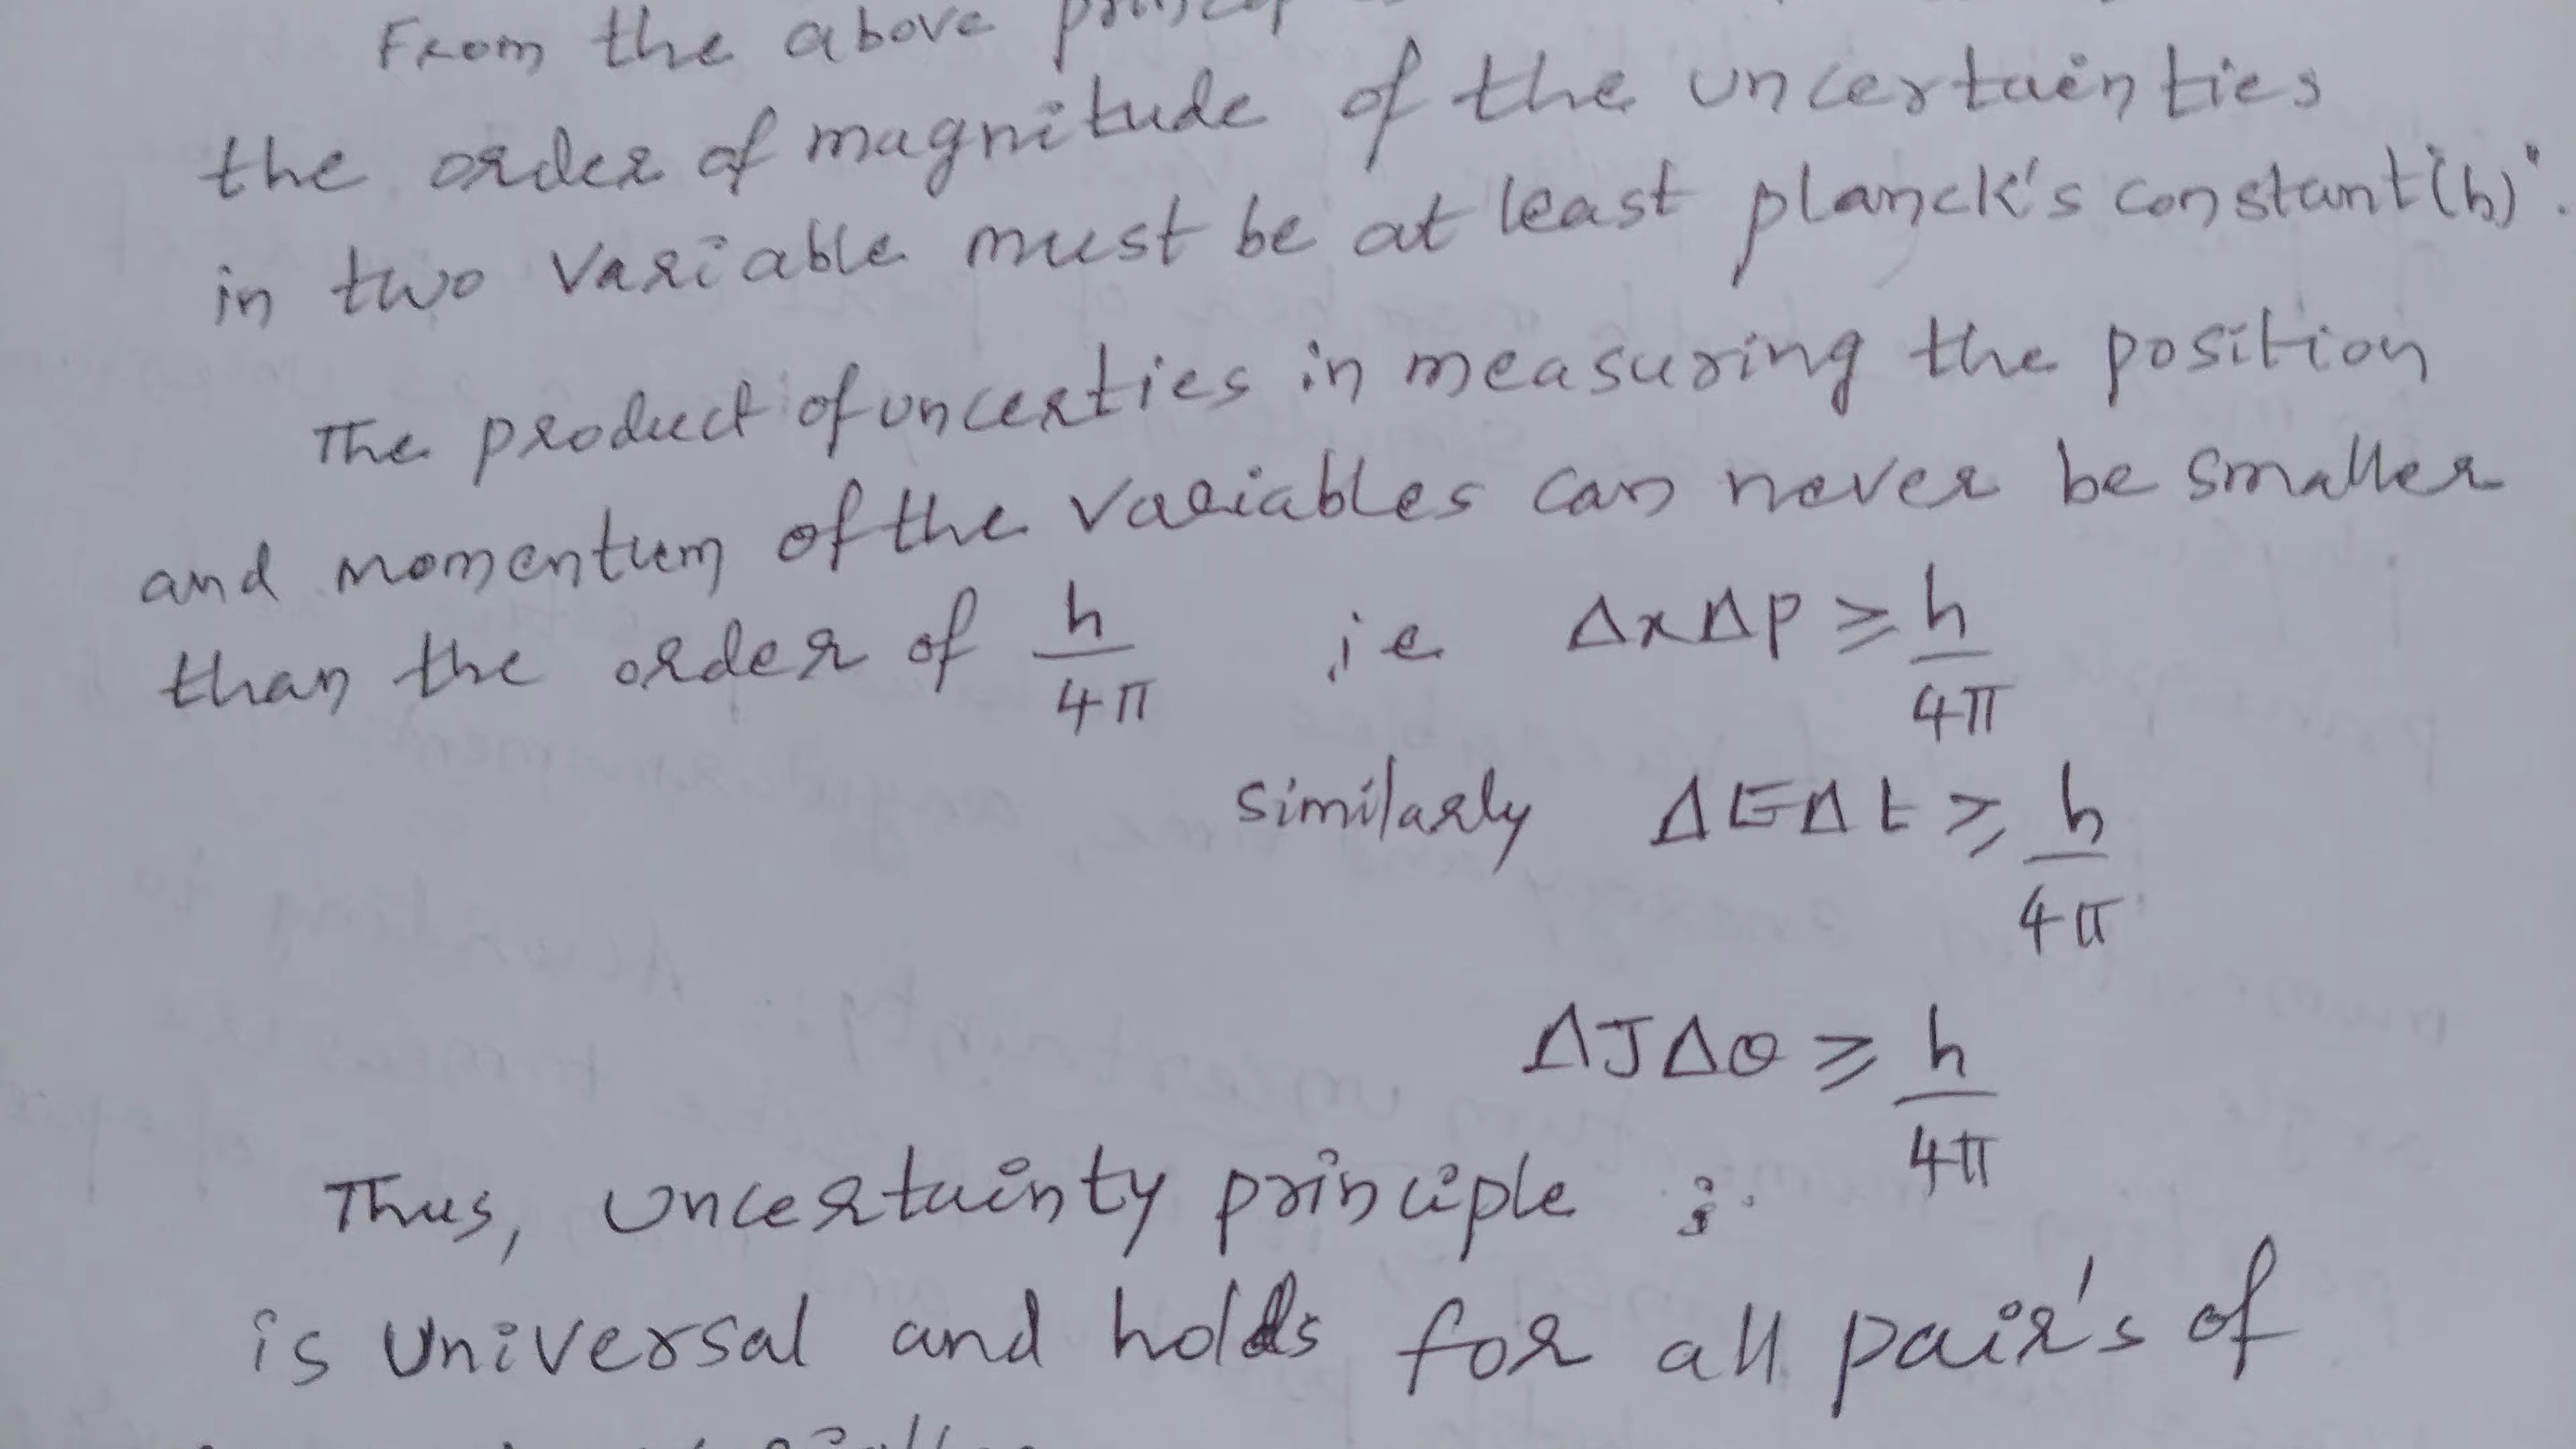 From the above
the order of magnitude of the uncertainties
in two variable must be at least planck's constant(h)".
The product of uncerties in measuring the position
and momentum of the variables can never be smaller
than the order of h/4π i.e ΔxΔp ≥ h/4π
similarly ΔEΔt ≥ h/4π
ΔJΔθ ≥ h/4π
Thus, Uncertainty principle :
is Universal and holds for all pair's of